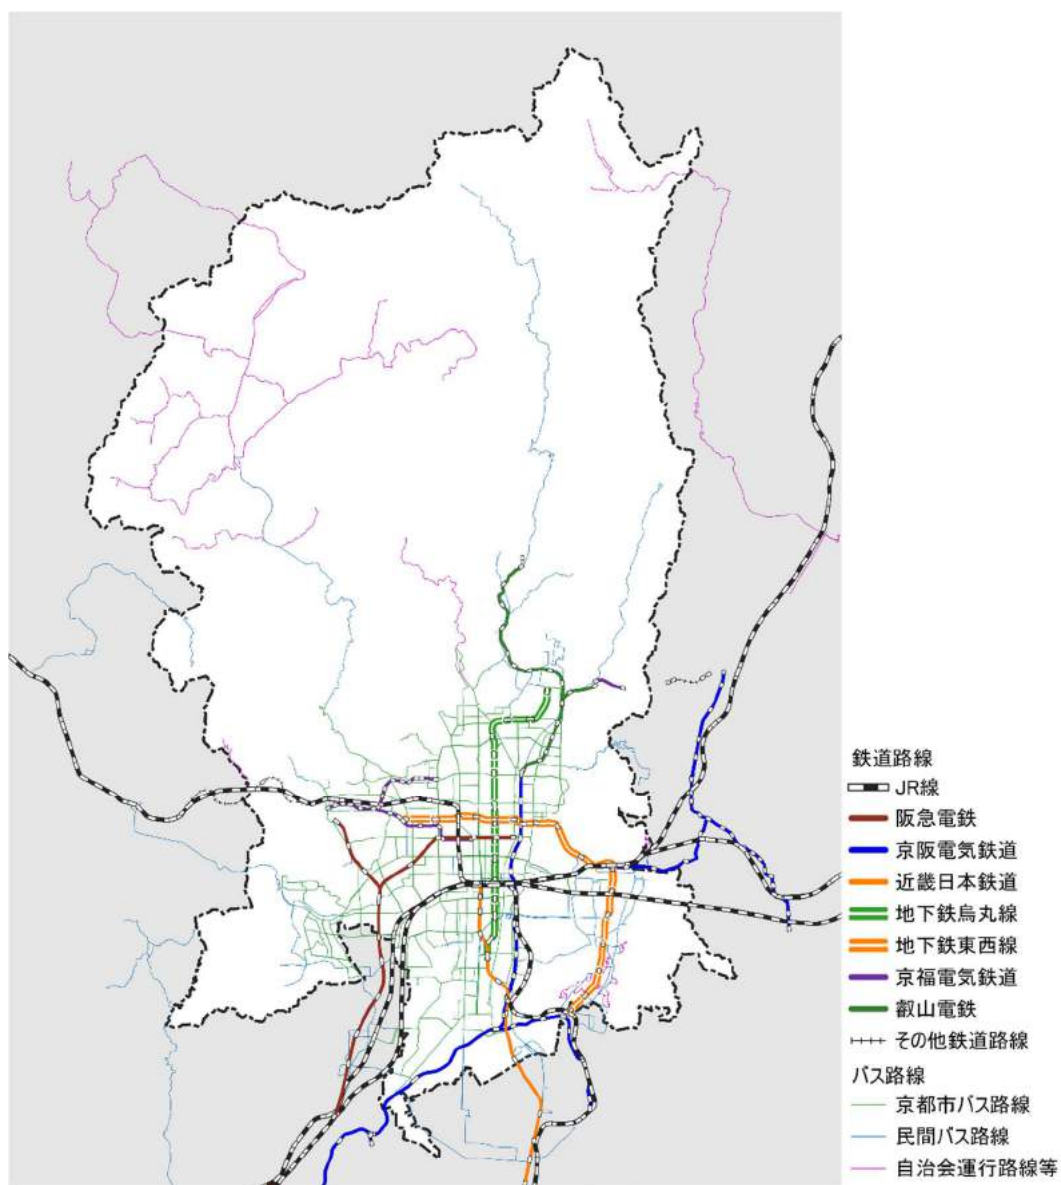 鉄道路線
JR線
阪急電鉄
京阪電気鉄道
近畿日本鉄道
地下鉄烏丸線
地下鉄東西線
京福電気鉄道
叡山電鉄
その他鉄道路線
バス路線
京都市バス路線
民間バス路線
自治会運行路線等